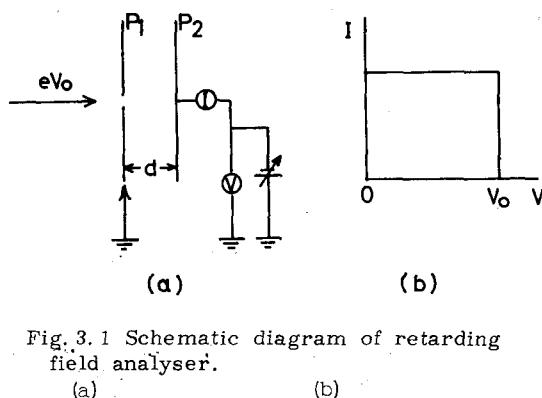 P₁ P₂
eV₀
I
d
V
(a)
I
0 V₀ V
(b)
Fig. 3.1 Schematic diagram of retarding
field analyser.
(a) (b)